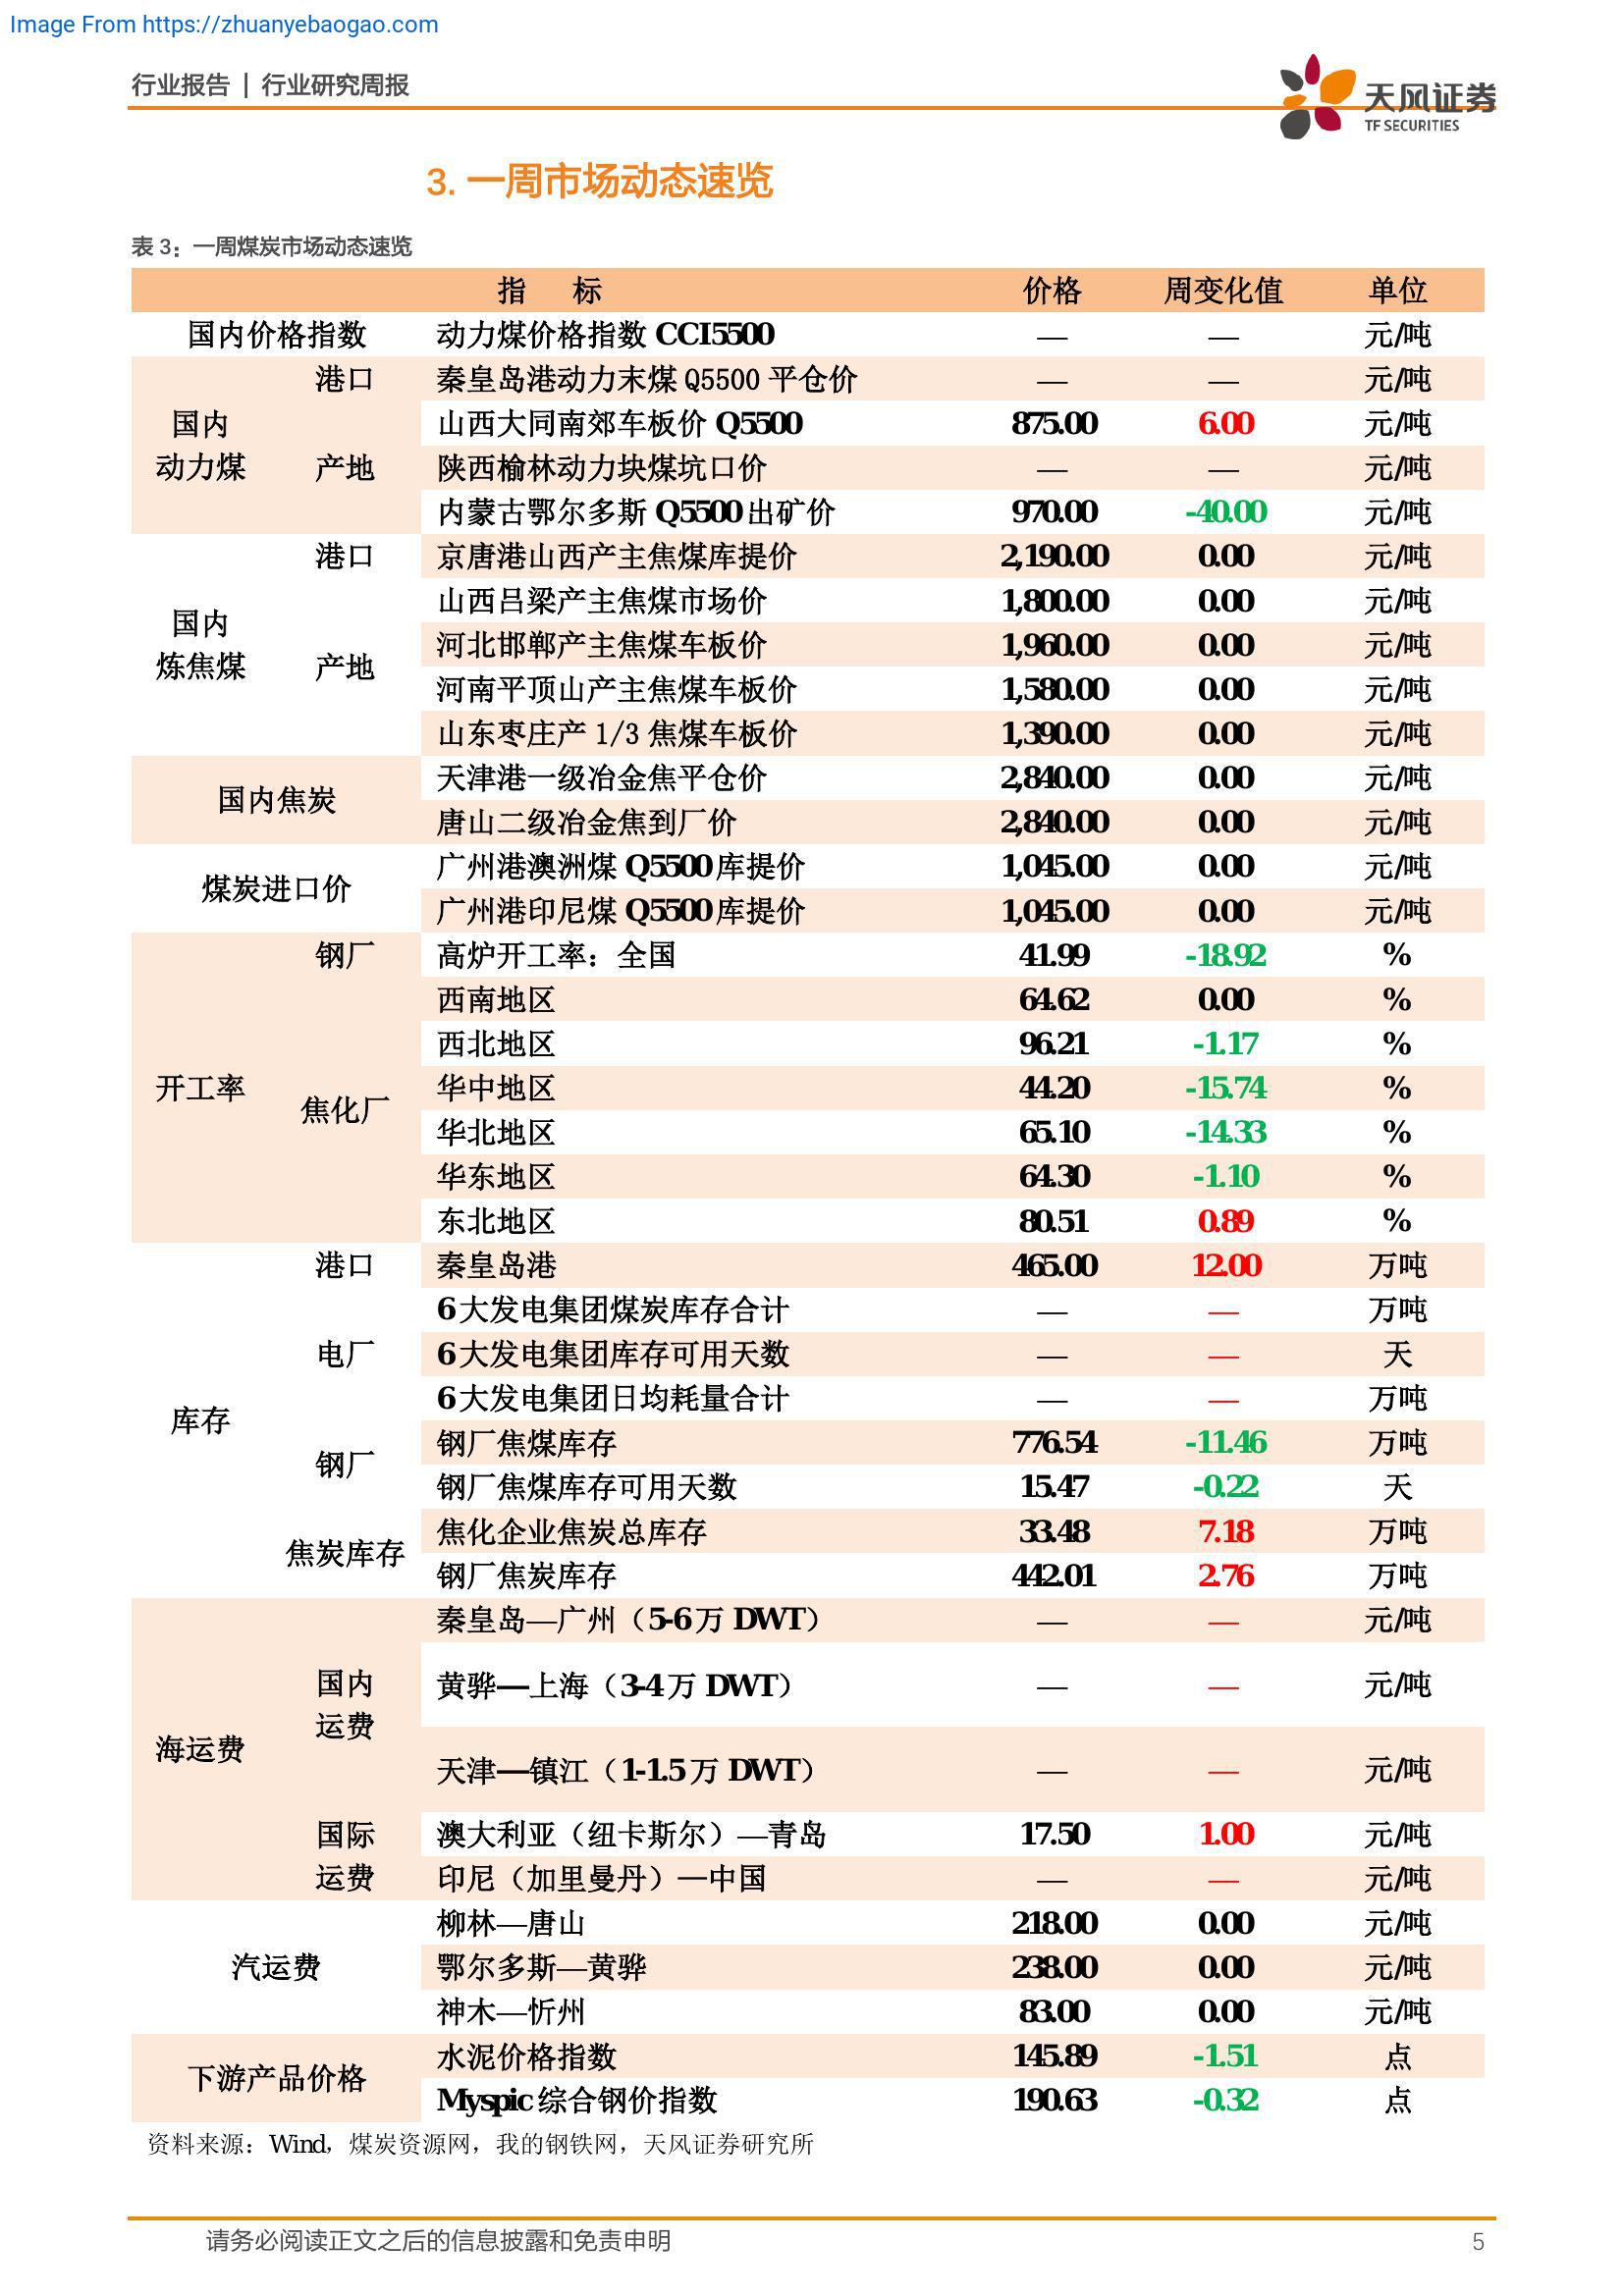 Image From https://zhuanyebaogao.com
行业报告 | 行业研究周报
天风证券
TF SECURITIES
3. 一周市场动态速览
表 3：一周煤炭市场动态速览
指 标 价格 周变化值 单位
国内价格指数 动力煤价格指数 CCI5500 — — 元/吨
国内 动力煤 港口 秦皇岛港动力末煤 Q5500 平仓价 — — 元/吨
产地 山西大同南郊车板价 Q5500 875.00 6.00 元/吨
陕西榆林动力块煤坑口价 — — 元/吨
内蒙古鄂尔多斯 Q5500 出矿价 970.00 -40.00 元/吨
国内 炼焦煤 港口 京唐港山西产主焦煤库提价 2,190.00 0.00 元/吨
产地 山西吕梁产主焦煤市场价 1,800.00 0.00 元/吨
河北邯郸产主焦煤车板价 1,960.00 0.00 元/吨
河南平顶山产主焦煤车板价 1,580.00 0.00 元/吨
山东枣庄产 1/3 焦煤车板价 1,390.00 0.00 元/吨
国内焦炭 天津港一级冶金焦平仓价 2,840.00 0.00 元/吨
唐山二级冶金焦到厂价 2,840.00 0.00 元/吨
煤炭进口价 广州港澳洲煤 Q5500 库提价 1,045.00 0.00 元/吨
广州港印尼煤 Q5500 库提价 1,045.00 0.00 元/吨
开工率 钢厂 高炉开工率：全国 41.99 -18.92 %
焦化厂 西南地区 64.62 0.00 %
西北地区 96.21 -1.17 %
华中地区 44.20 -15.74 %
华北地区 65.10 -14.33 %
华东地区 64.30 -1.10 %
东北地区 80.51 0.89 %
库存 港口 秦皇岛港 465.00 12.00 万吨
电厂 6 大发电集团煤炭库存合计 — — 万吨
6 大发电集团库存可用天数 — — 天
6 大发电集团日均耗量合计 — — 万吨
钢厂 钢厂焦煤库存 776.54 -11.46 万吨
钢厂焦煤库存可用天数 15.47 -0.22 天
焦炭库存 焦化企业焦炭总库存 33.48 7.18 万吨
钢厂焦炭库存 442.01 2.76 万吨
海运费 国内 运费 秦皇岛—广州（5-6 万 DWT） — — 元/吨
黄骅—上海（3-4 万 DWT） — — 元/吨
天津—镇江（1-1.5 万 DWT） — — 元/吨
国际 运费 澳大利亚（纽卡斯尔）—青岛 17.50 1.00 元/吨
印尼（加里曼丹）—中国 — — 元/吨
汽运费 柳林—唐山 218.00 0.00 元/吨
鄂尔多斯—黄骅 238.00 0.00 元/吨
神木—忻州 83.00 0.00 元/吨
下游产品价格 水泥价格指数 145.89 -1.51 点
Myspic 综合钢价指数 190.63 -0.32 点
资料来源：Wind，煤炭资源网，我的钢铁网，天风证券研究所
请务必阅读正文之后的信息披露和免责申明 5